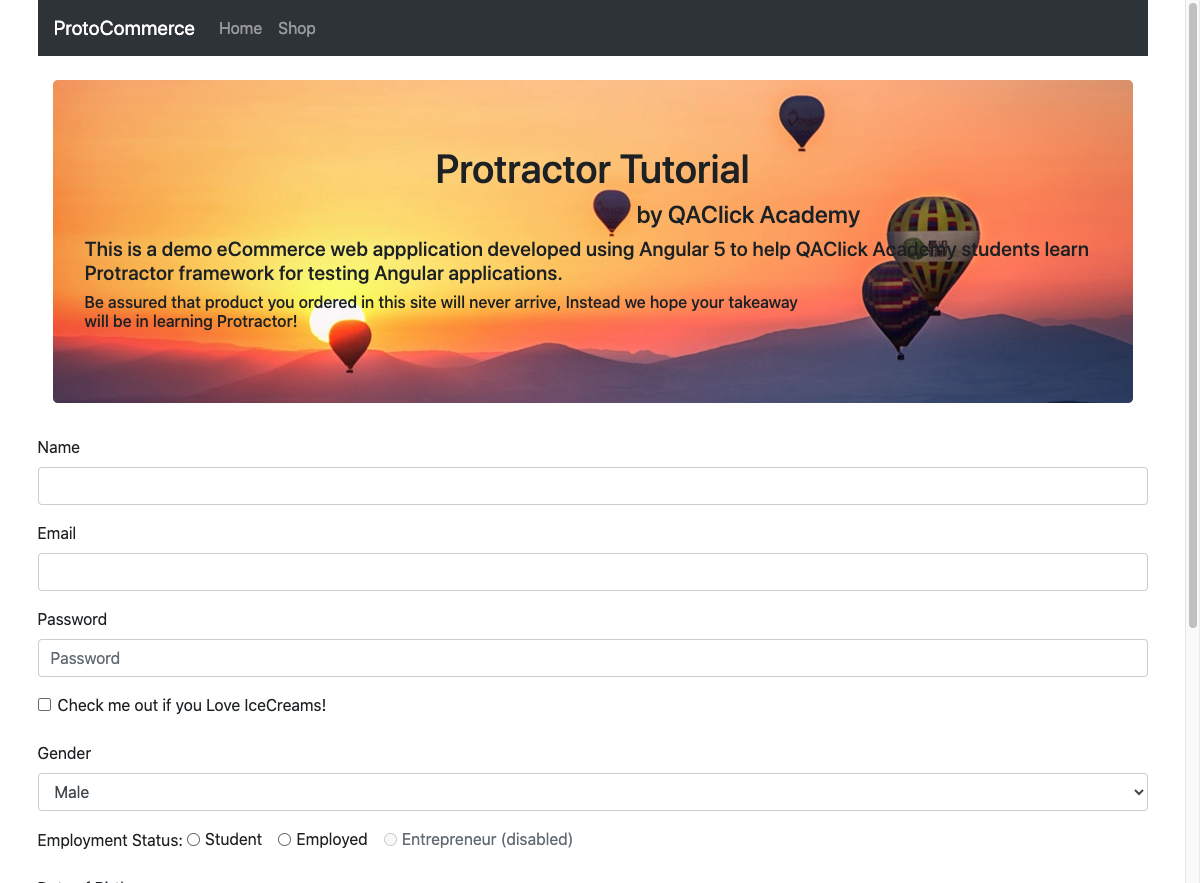 ProtoCommerce Home Shop
Protractor Tutorial
by QAClick Academy
This is a demo eCommerce web appplication developed using Angular 5 to help QAClick Academy students learn
Protractor framework for testing Angular applications.
Be assured that product you ordered in this site will never arrive, Instead we hope your takeaway
will be in learning Protractor!
Name
Email
Password
Password
Check me out if you Love IceCreams!
Gender
Male
Employment Status: Student Employed Entrepreneur (disabled)